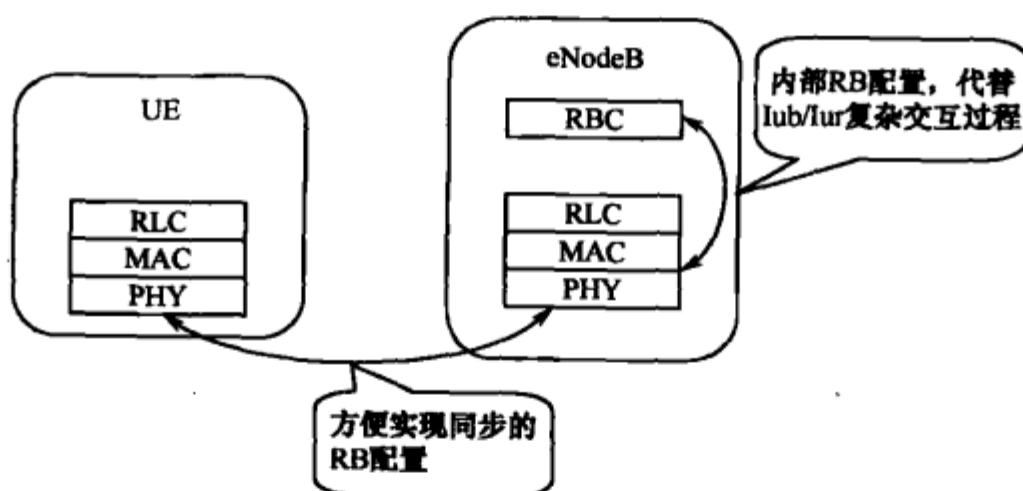 UE
RLC
MAC
PHY
eNodeB
RBC
RLC
MAC
PHY
内部RB配置，代替
Iub/Iur复杂交互过程
方便实现同步的
RB配置